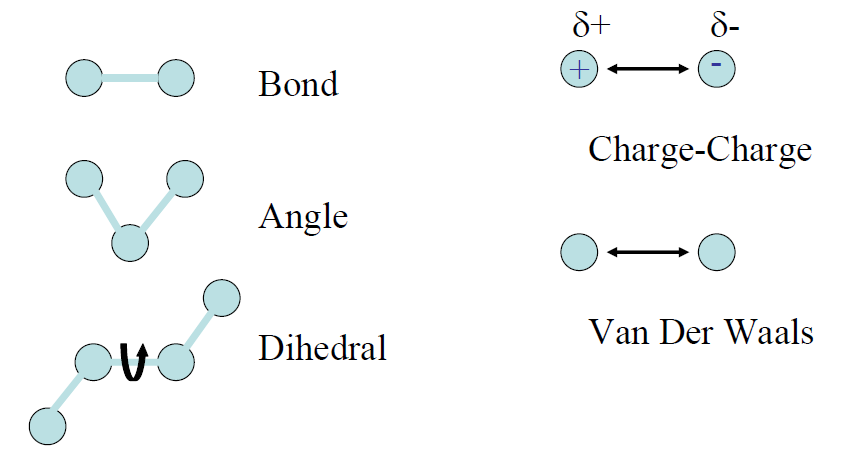 Bond
Angle
Dihedral
δ+ δ-
+ -
Charge-Charge
Van Der Waals